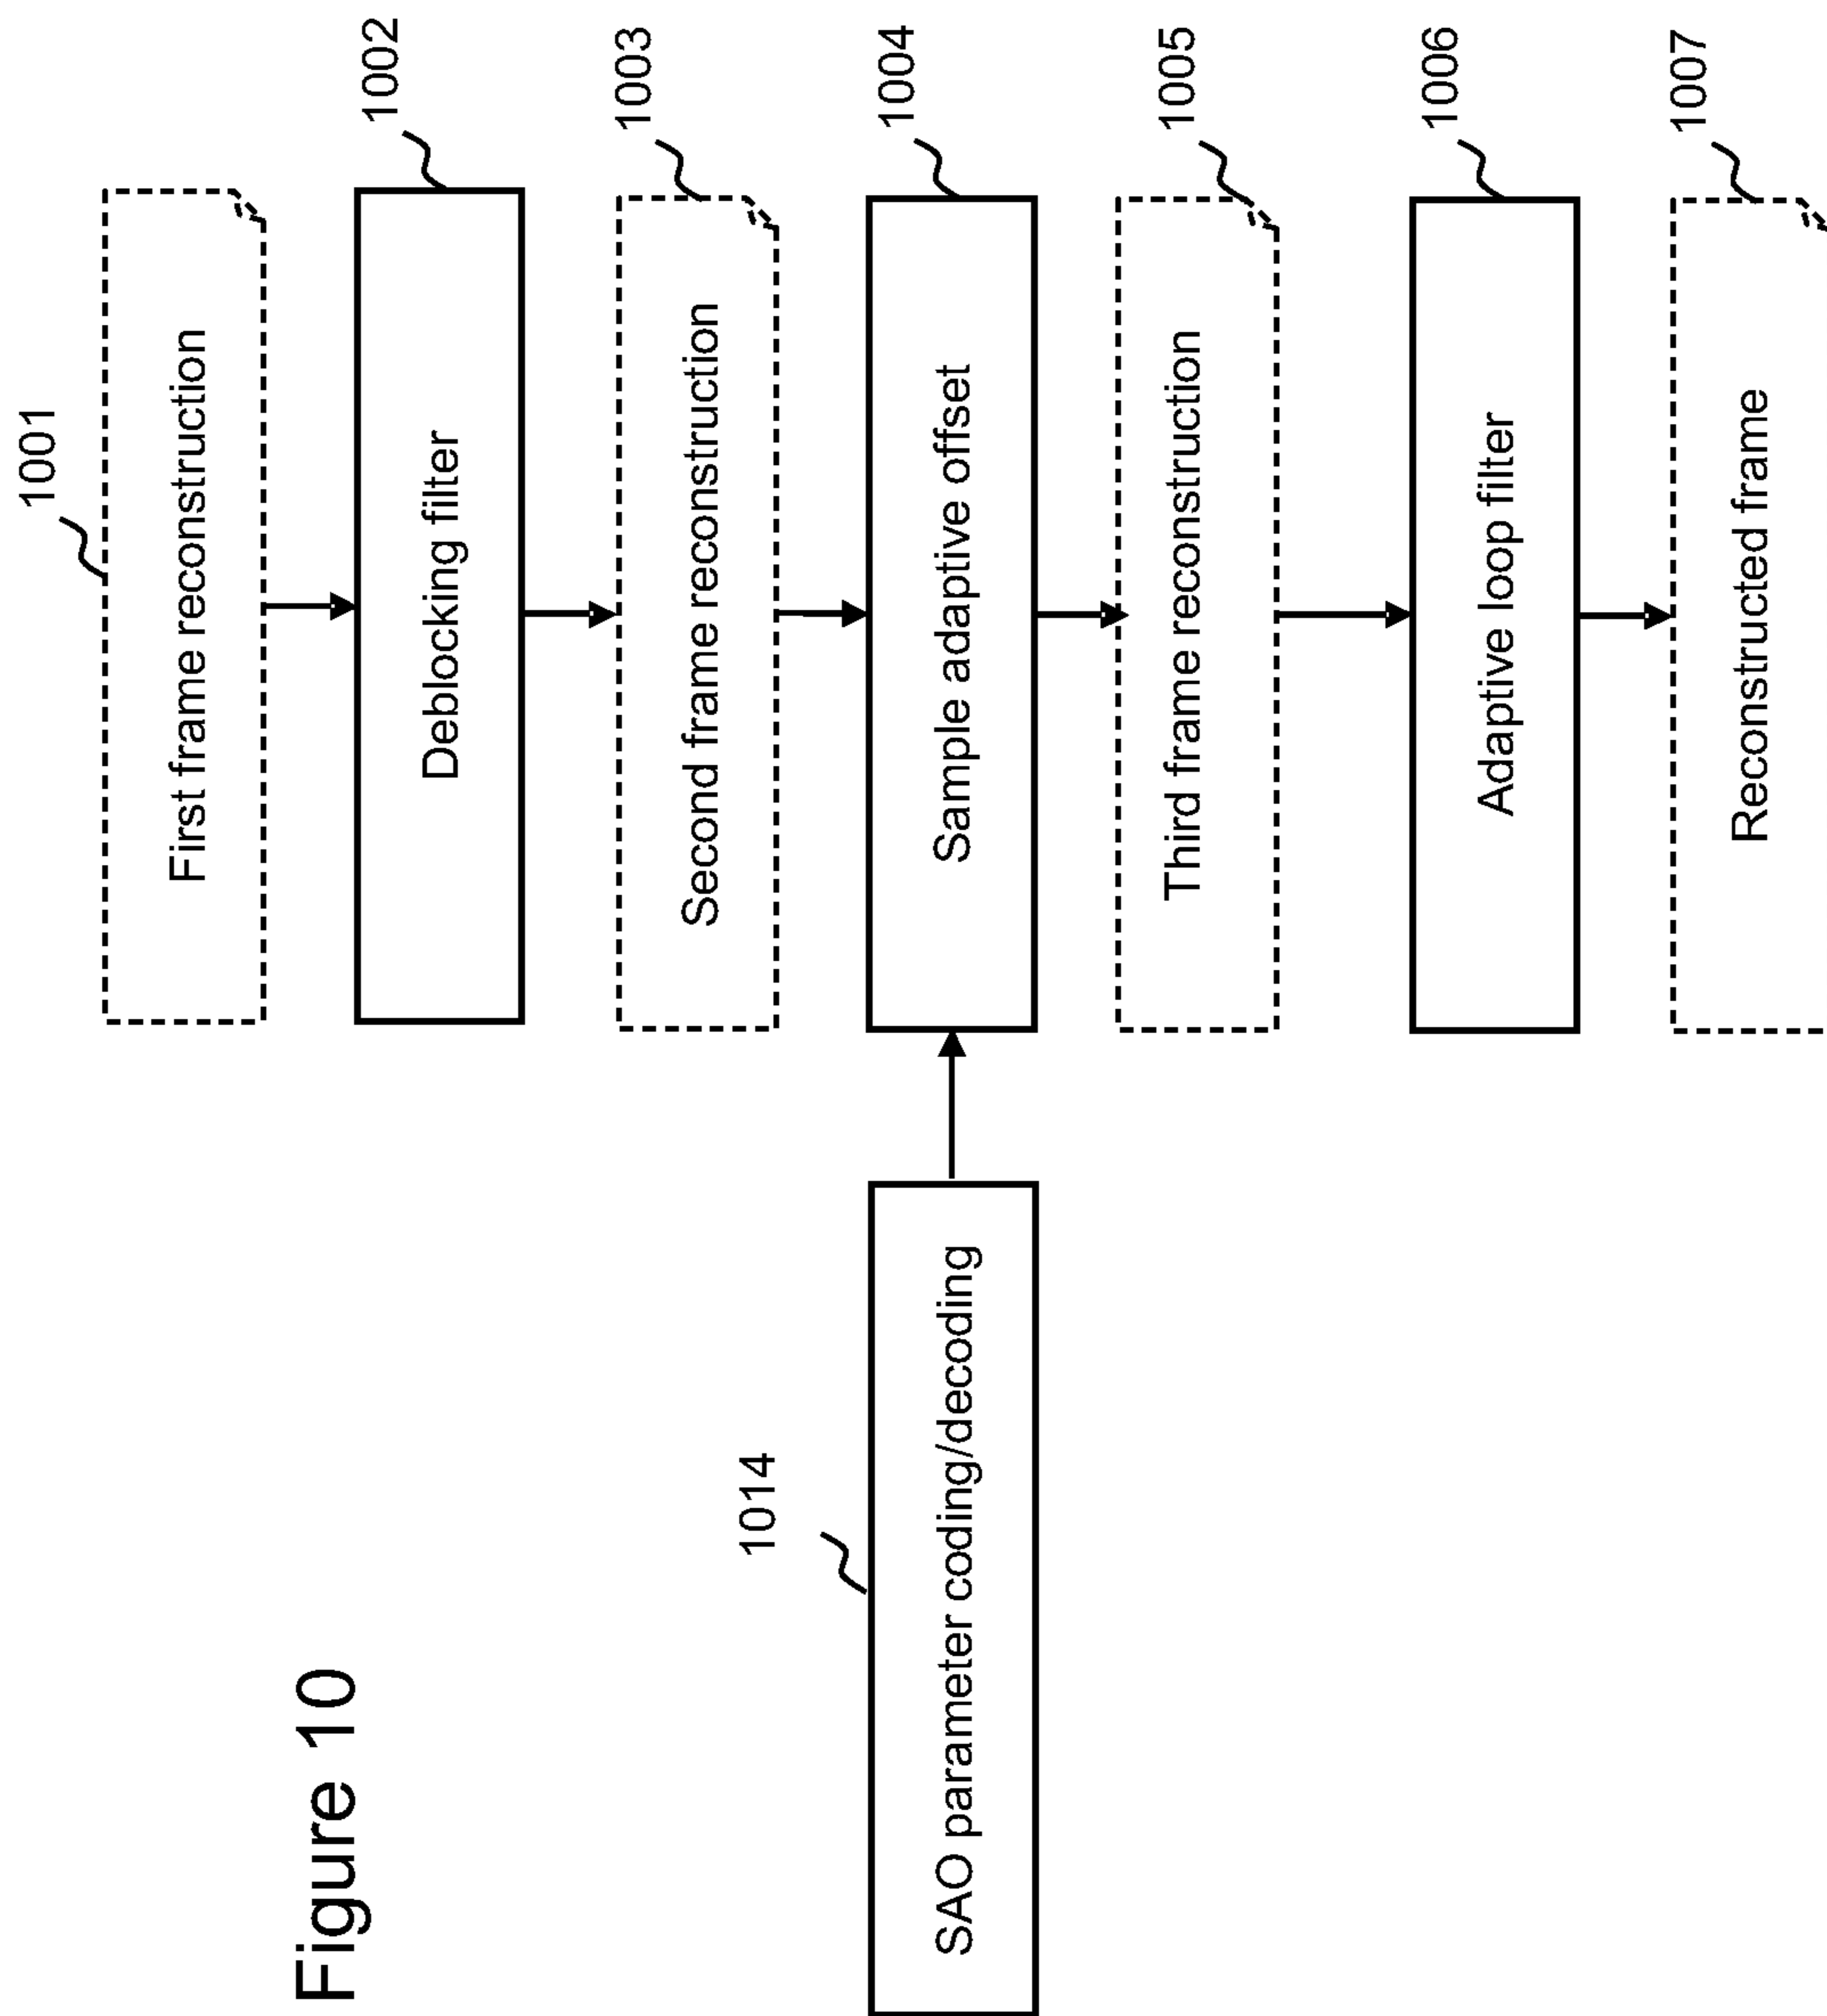 Figure 10
1001
First frame reconstruction
1002
Deblocking filter
1003
Second frame reconstruction
1014
SAO parameter coding/decoding
1004
Sample adaptive offset
1005
Third frame reconstruction
1006
Adaptive loop filter
1007
Reconstructed frame